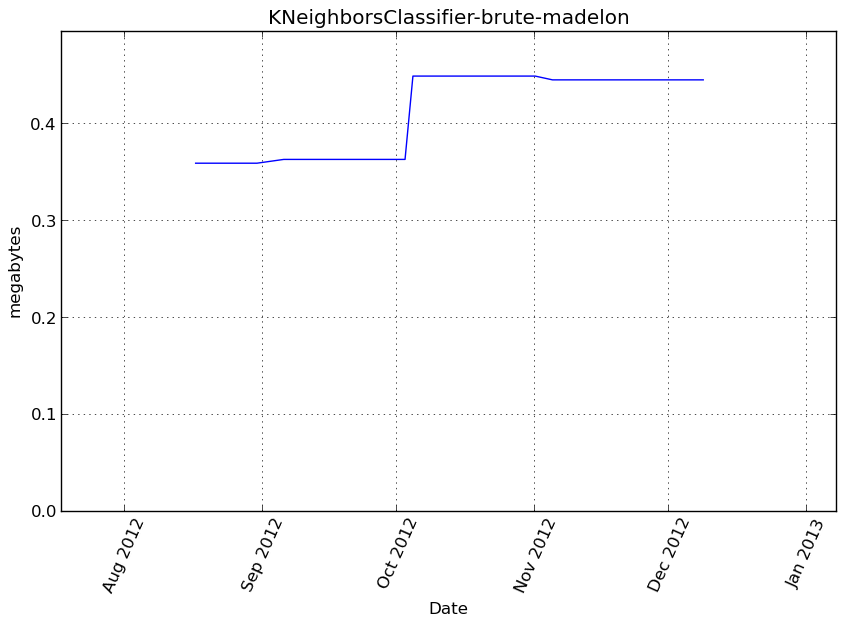 KNeighborsClassifier-brute-madelon
megabytes
0.4
0.3
0.2
0.1
0.0
Aug 2012
Sep 2012
Oct 2012
Nov 2012
Dec 2012
Jan 2013
Date